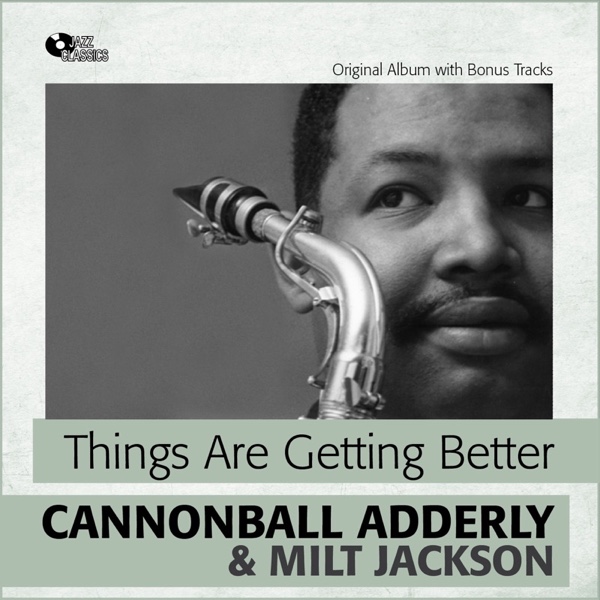 JAZZ
CLASSICS
Original Album with Bonus Tracks
Things Are Getting Better
CANNONBALL ADDERLY
& MILT JACKSON